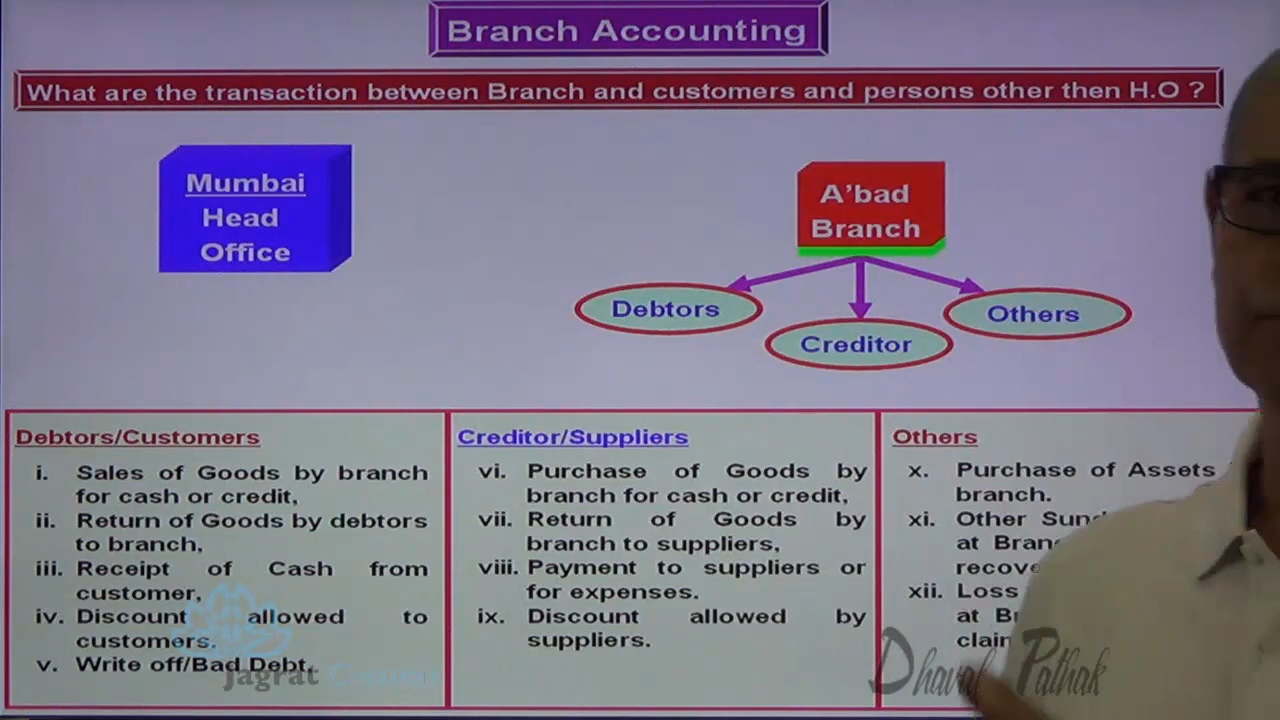 Branch Accounting
What are the transaction between Branch and customers and persons other then H.O ?
Mumbai
Head
Office
A'bad
Branch
Debtors
Creditor
Others
Debtors/Customers
i. Sales of Goods by branch
for cash or credit,
ii. Return of Goods by debtors
to branch,
iii. Receipt of Cash from
customer,
iv. Discount allowed to
customers.
v. Write off/Bad Debt.
Creditor/Suppliers
vi. Purchase of Goods by
branch for cash or credit,
vii. Return of Goods by
branch to suppliers,
viii. Payment to suppliers or
for expenses.
ix. Discount allowed by
suppliers.
Others
x. Purchase of Assets
branch.
xi. Other
at
xii. Loss
at
Jagrat Creation
Dhaval Pathak